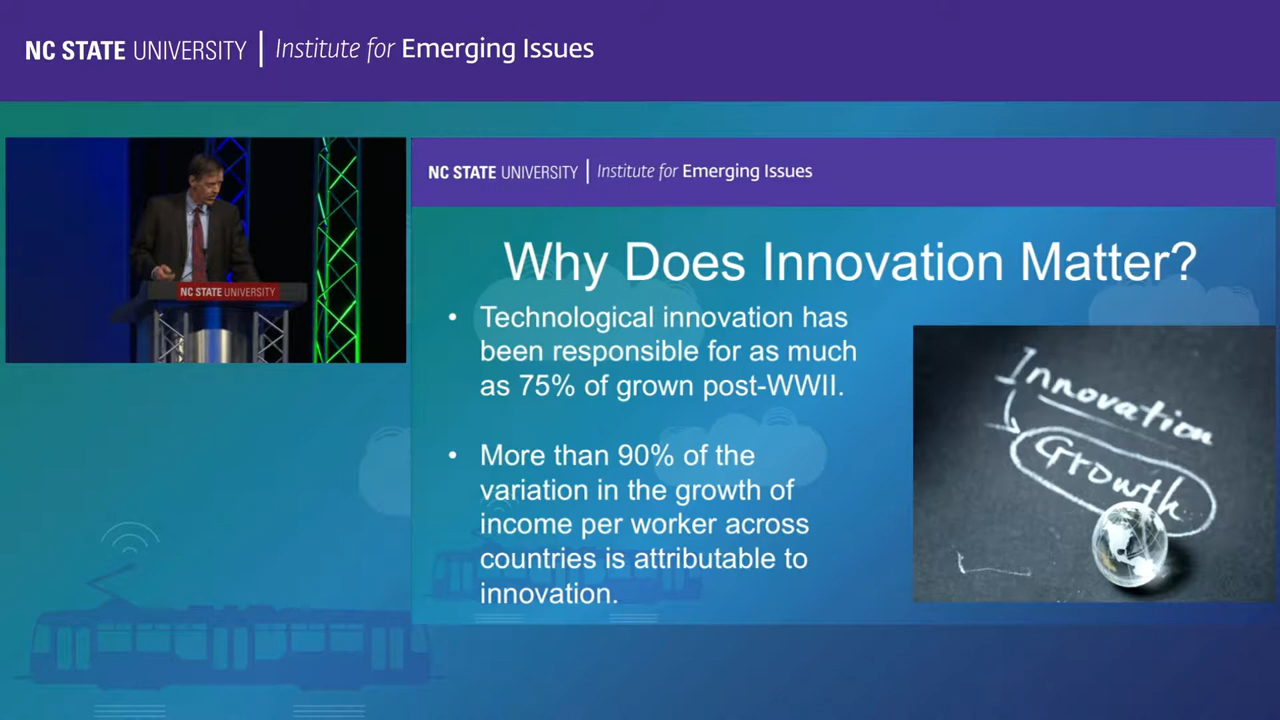 NC STATE UNIVERSITY | Institute for Emerging Issues
NC STATE UNIVERSITY
NC STATE UNIVERSITY | Institute for Emerging Issues
Why Does Innovation Matter?
• Technological innovation has
been responsible for as much
as 75% of grown post-WWII.
• More than 90% of the
variation in the growth of
income per worker across
countries is attributable to
innovation.
Innovation
Growth